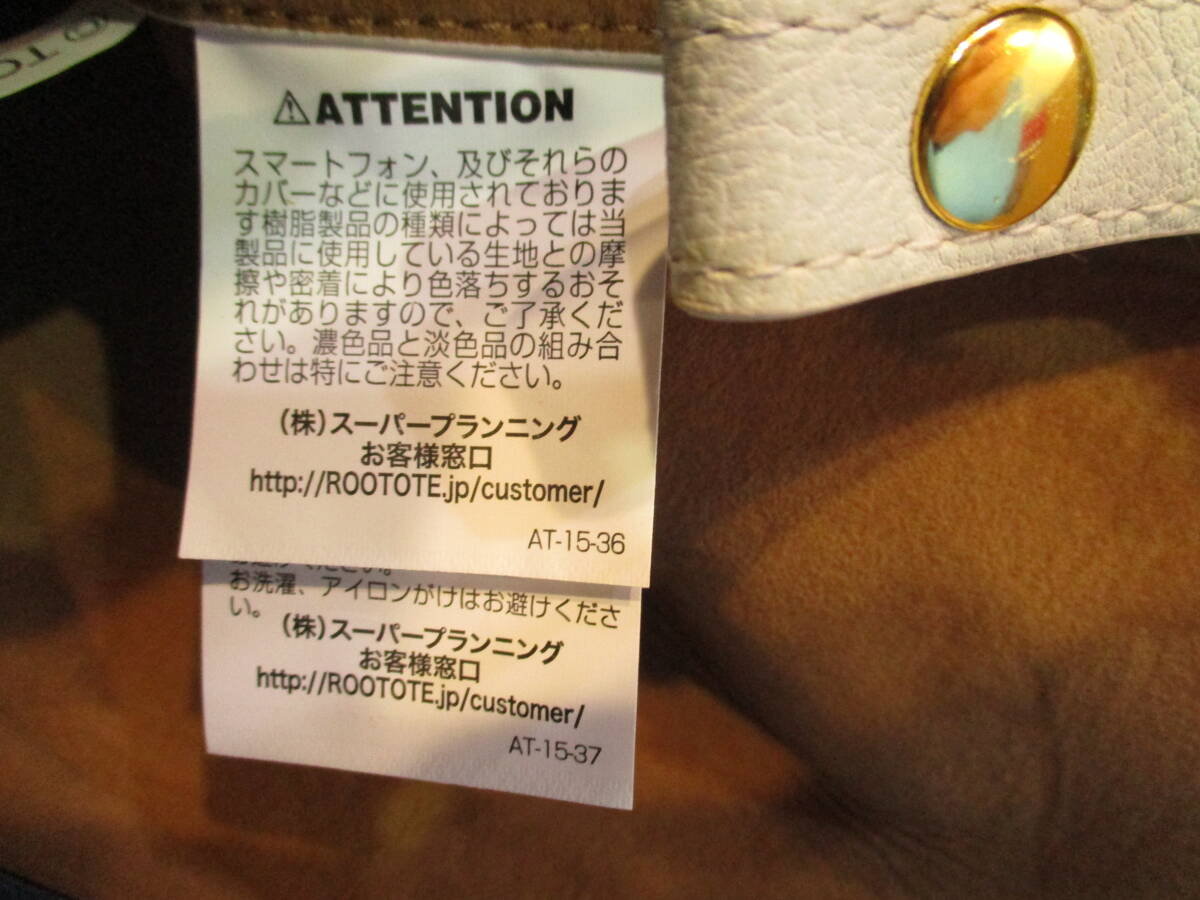 © TO
⚠ATTENTION
スマートフォン、及びそれらの
カバーなどに使用されておりま
す樹脂製品の種類によっては当
製品に使用している生地との摩
擦や密着により色落ちするおそ
れがありますので、ご了承くだ
さい。濃色品と淡色品の組み合
わせは特にご注意ください。
(株)スーパープランニング
お客様窓口
http://ROOTOTE.jp/customer/
AT-15-36
お洗濯、アイロンがけはお避けくださ
い。
(株)スーパープランニング
お客様窓口
http://ROOTOTE.jp/customer/
AT-15-37